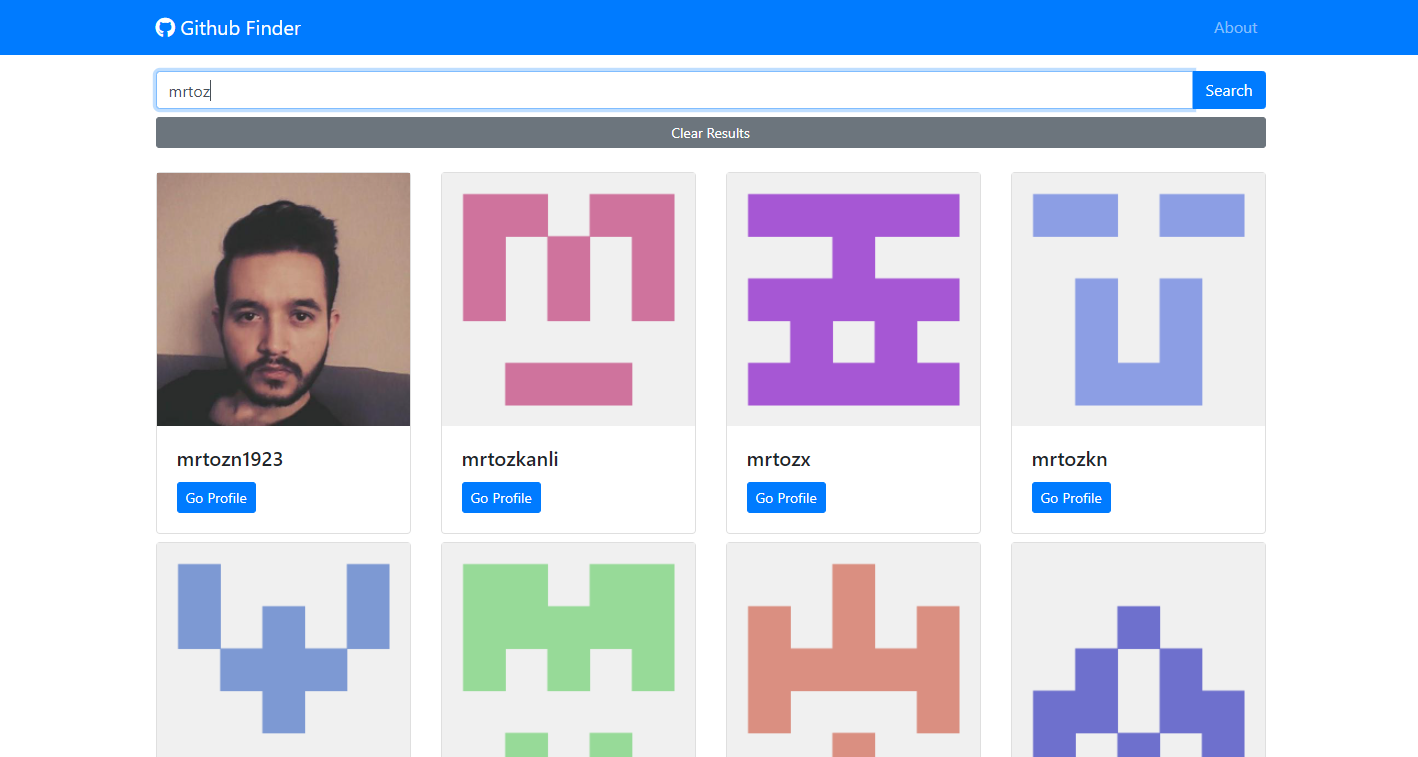 Github Finder
About
mrtoz
Search
Clear Results
mrtozn1923
mrtozkanli
mrtozx
mrtozkn
Go Profile
Go Profile
Go Profile
Go Profile